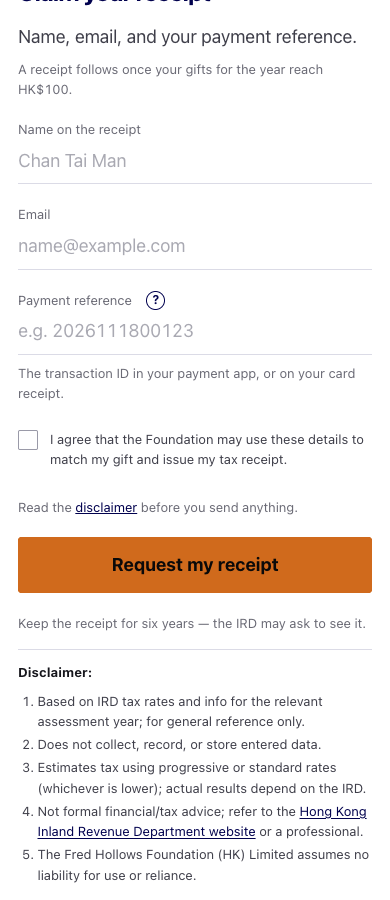 Claim your receipt
Name, email, and your payment reference.
A receipt follows once your gifts for the year reach
HK$100.
Name on the receipt
Chan Tai Man
Email
name@example.com
Payment reference ?
e.g. 2026111800123
The transaction ID in your payment app, or on your card
receipt.
I agree that the Foundation may use these details to
match my gift and issue my tax receipt.
Read the disclaimer before you send anything.
Request my receipt
Keep the receipt for six years — the IRD may ask to see it.
Disclaimer:
1. Based on IRD tax rates and info for the relevant
assessment year; for general reference only.
2. Does not collect, record, or store entered data.
3. Estimates tax using progressive or standard rates
(whichever is lower); actual results depend on the IRD.
4. Not formal financial/tax advice; refer to the Hong Kong
Inland Revenue Department website or a professional.
5. The Fred Hollows Foundation (HK) Limited assumes no
liability for use or reliance.